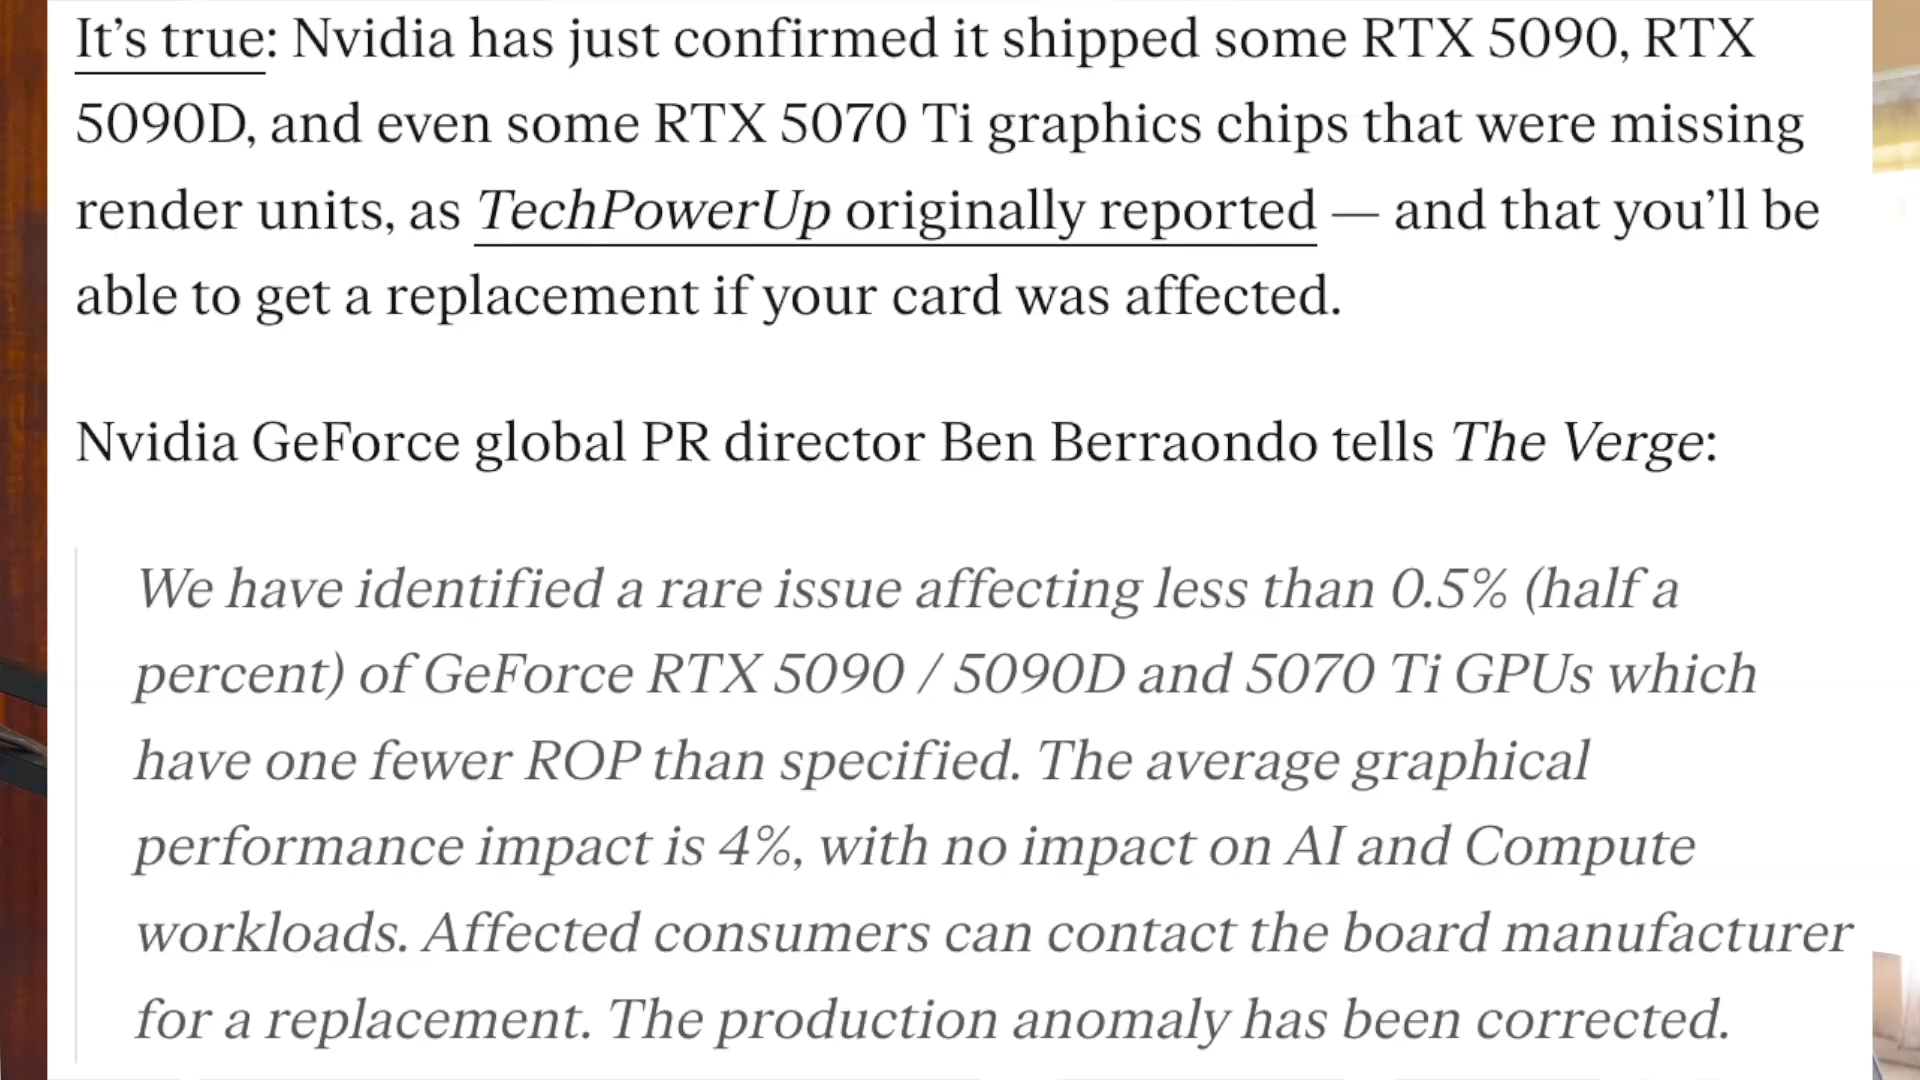 It’s true: Nvidia has just confirmed it shipped some RTX 5090, RTX
5090D, and even some RTX 5070 Ti graphics chips that were missing
render units, as TechPowerUp originally reported — and that you’ll be
able to get a replacement if your card was affected.
Nvidia GeForce global PR director Ben Berraondo tells The Verge:
We have identified a rare issue affecting less than 0.5% (half a
percent) of GeForce RTX 5090 / 5090D and 5070 Ti GPUs which
have one fewer ROP than specified. The average graphical
performance impact is 4%, with no impact on AI and Compute
workloads. Affected consumers can contact the board manufacturer
for a replacement. The production anomaly has been corrected.